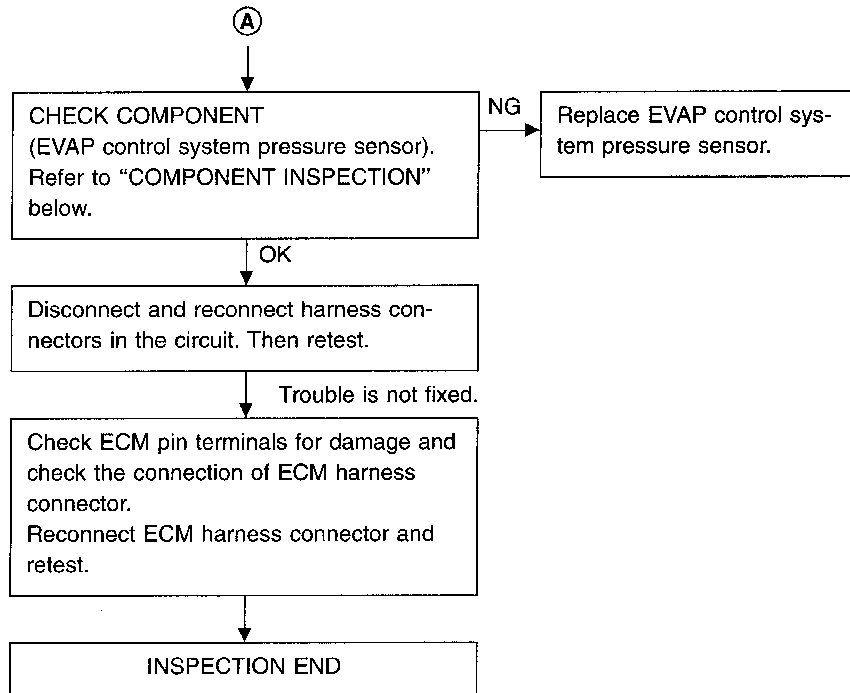 A
CHECK COMPONENT
(EVAP control system pressure sensor).
Refer to “COMPONENT INSPECTION”
below.
NG
Replace EVAP control sys-
tem pressure sensor.
OK
Disconnect and reconnect harness con-
nectors in the circuit. Then retest.
Trouble is not fixed.
Check ECM pin terminals for damage and
check the connection of ECM harness
connector.
Reconnect ECM harness connector and
retest.
INSPECTION END